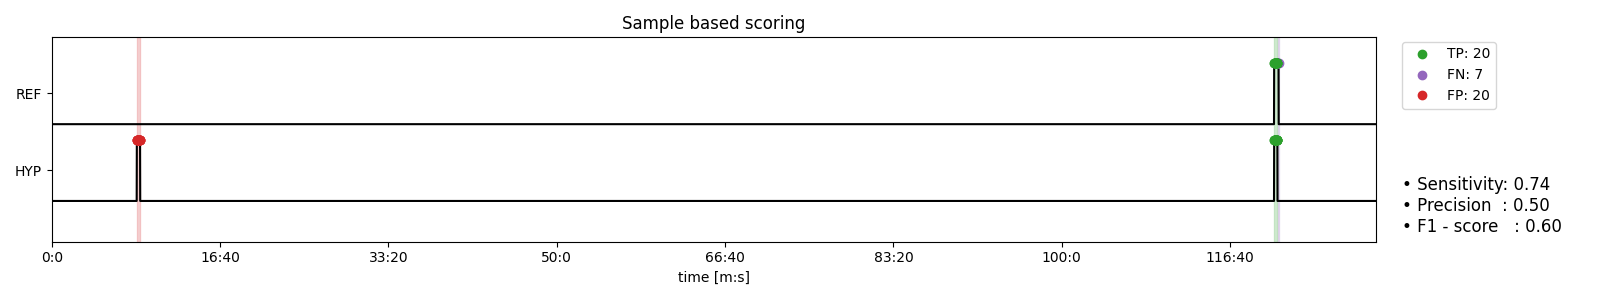 Sample based scoring
REF
HYP
0:0
16:40
33:20
50:0
66:40
83:20
100:0
116:40
time [m:s]
TP: 20
FN: 7
FP: 20
• Sensitivity: 0.74
• Precision  : 0.50
• F1 - score   : 0.60